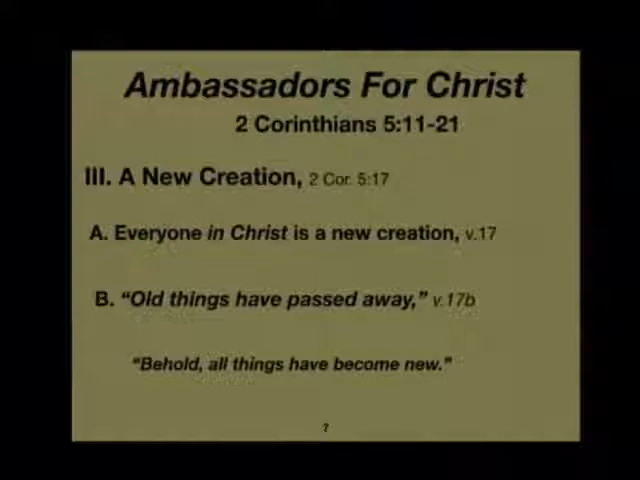 Ambassadors For Christ
2 Corinthians 5:11-21
III. A New Creation, 2 Cor. 5:17
A. Everyone in Christ is a new creation, v.17
B. “Old things have passed away,” v.17b
“Behold, all things have become new.”
7